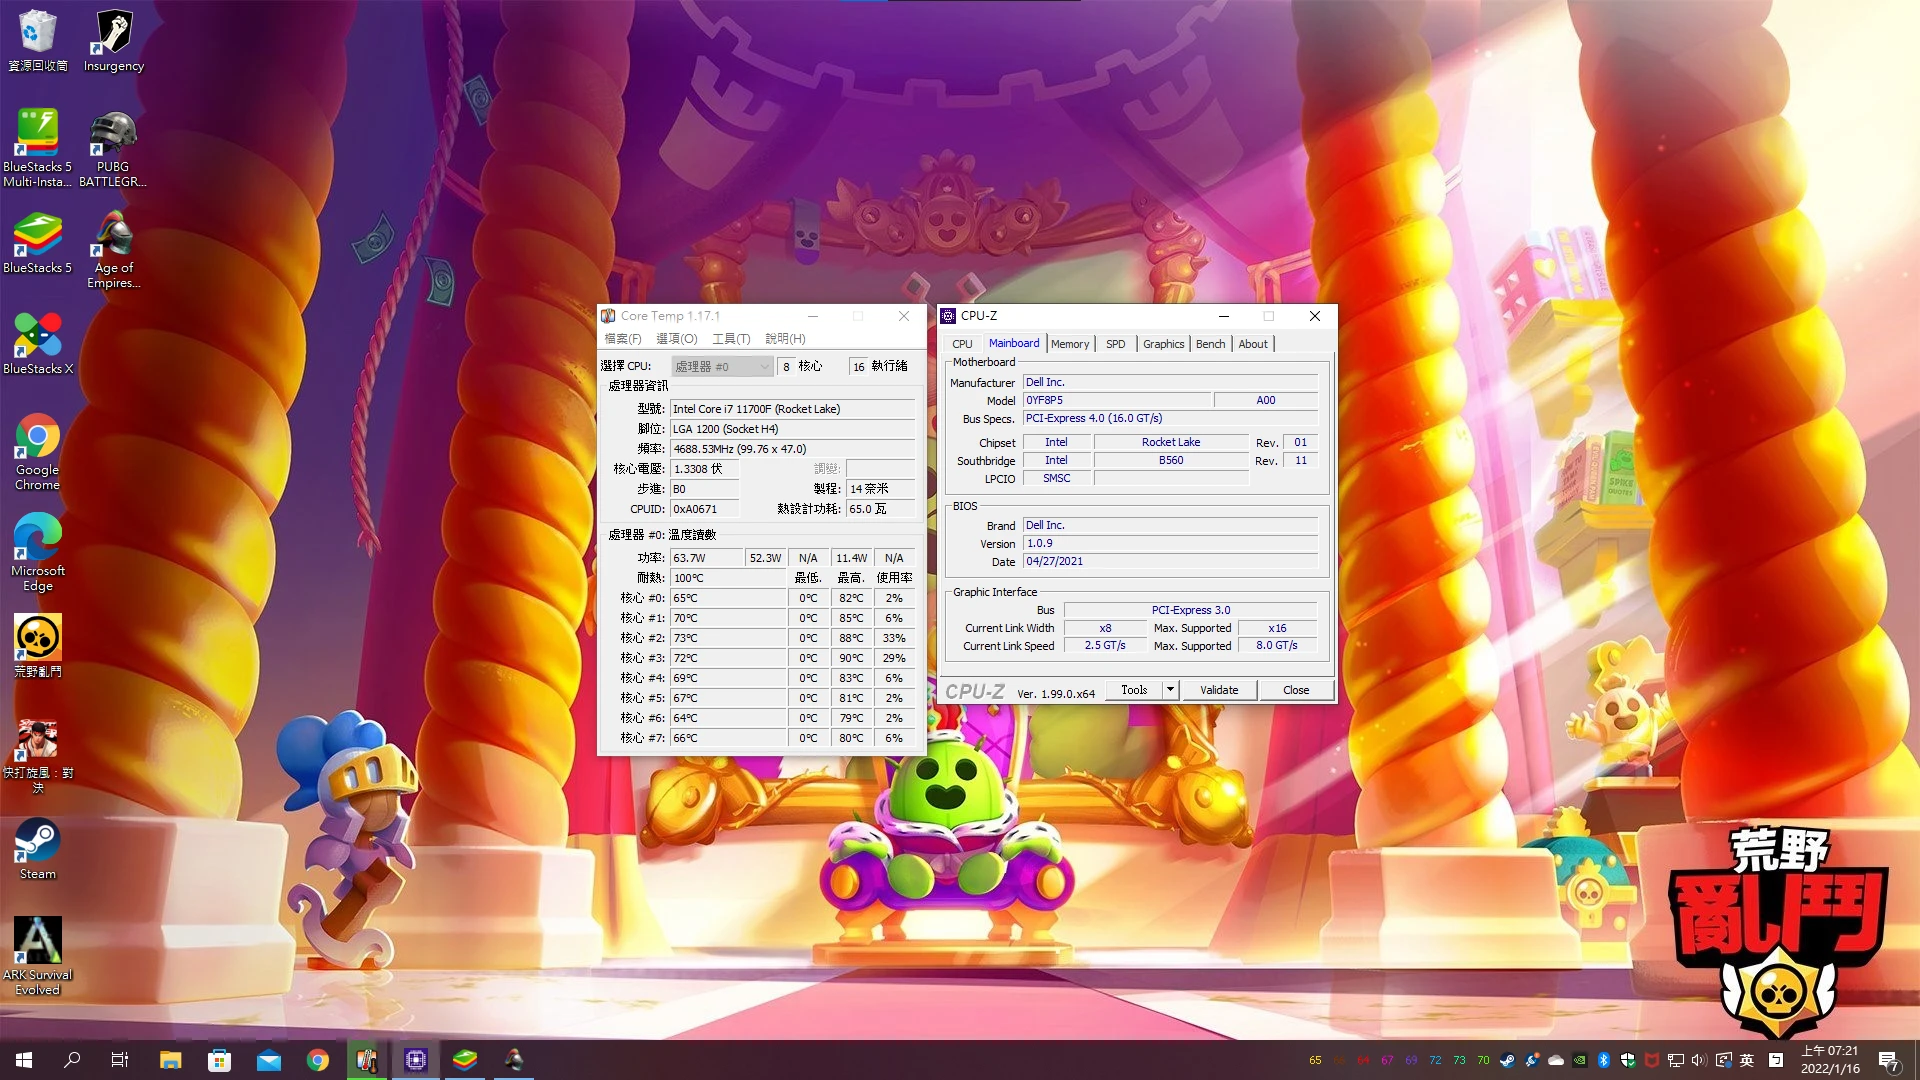 資源回收筒
Insurgency
BlueStacks 5
Multi-Insta...
PUBG
BATTLEGR...
BlueStacks 5
Age of
Empires...
BlueStacks X
Google
Chrome
Microsoft
Edge
荒野亂鬥
快打旋風：對
決
Steam
ARK Survival
Evolved
Core Temp 1.17.1
檔案(F) 選項(O) 工具(T) 說明(H)
選擇 CPU: 處理器 #0 8 核心 16 執行緒
處理器資訊
型號: Intel Core i7 11700F (Rocket Lake)
腳位: LGA 1200 (Socket H4)
頻率: 4688.53MHz (99.76 x 47.0)
核心電壓: 1.3308 伏 調變:
步進: B0 製程: 14 奈米
CPUID: 0xA0671 熱設計功耗: 65.0 瓦
處理器 #0: 溫度讀數
功率: 63.7W 52.3W N/A 11.4W N/A
耐熱: 100°C 最低. 最高. 使用率
核心 #0: 65°C 0°C 82°C 2%
核心 #1: 70°C 0°C 85°C 6%
核心 #2: 73°C 0°C 88°C 33%
核心 #3: 72°C 0°C 90°C 29%
核心 #4: 69°C 0°C 83°C 6%
核心 #5: 67°C 0°C 81°C 2%
核心 #6: 64°C 0°C 79°C 2%
核心 #7: 66°C 0°C 80°C 6%
CPU-Z
CPU Mainboard Memory SPD Graphics Bench About
Motherboard
Manufacturer Dell Inc.
Model 0YF8P5 A00
Bus Specs. PCI-Express 4.0 (16.0 GT/s)
Chipset Intel Rocket Lake Rev. 01
Southbridge Intel B560 Rev. 11
LPCIO SMSC
BIOS
Brand Dell Inc.
Version 1.0.9
Date 04/27/2021
Graphic Interface
Bus PCI-Express 3.0
Current Link Width x8 Max. Supported x16
Current Link Speed 2.5 GT/s Max. Supported 8.0 GT/s
CPU-Z Ver. 1.99.0.x64 Tools Validate Close
SPIKE
QUOTES
荒野
亂鬥
65 64 67 69 72 73 70 英 上午 07:21
2022/1/16
7